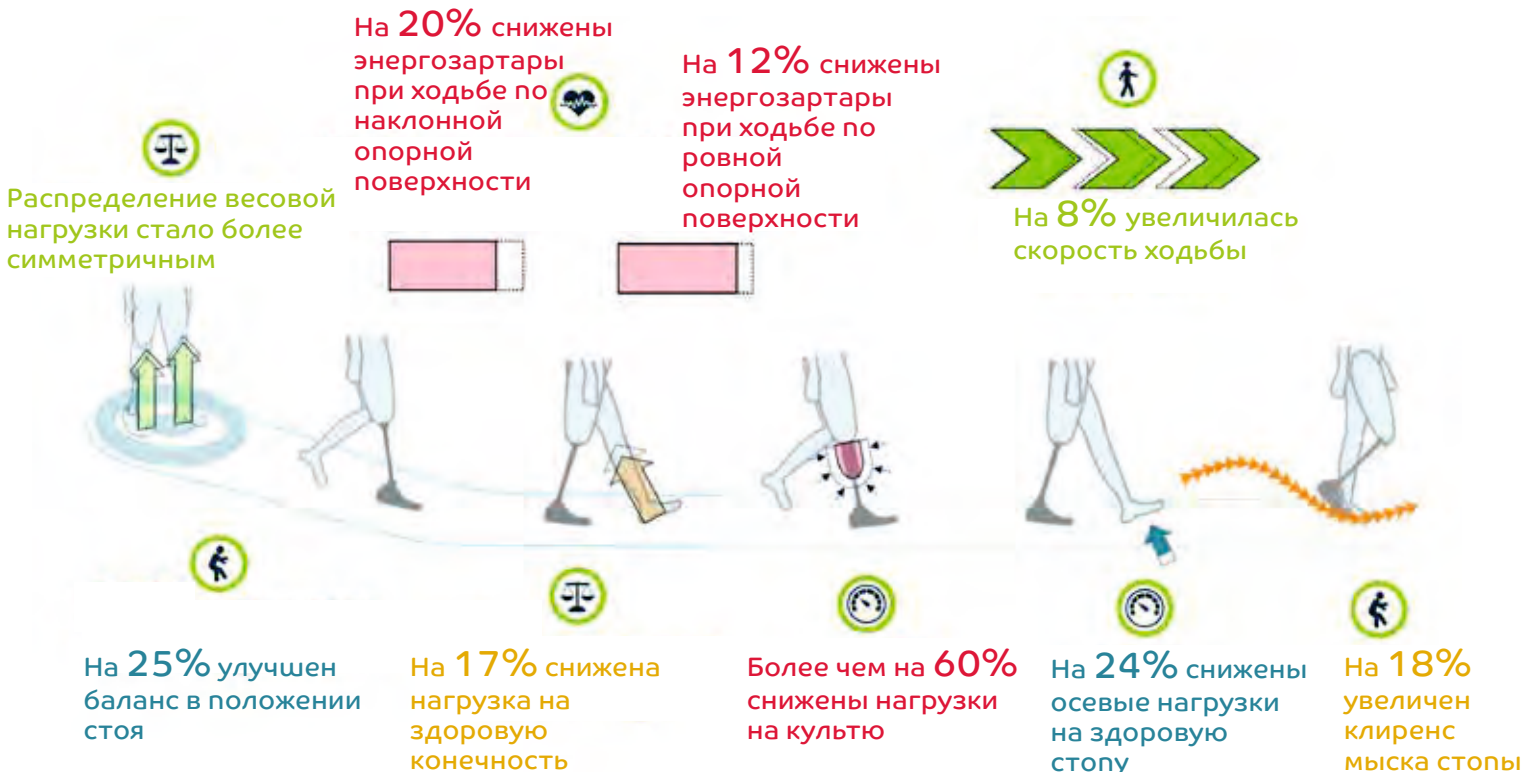 На 20% снижены
энергозартары
при ходьбе по
наклонной
опорной
поверхности
На 12% снижены
энергозартары
при ходьбе по
ровной
опорной
поверхности
Распределение весовой
нагрузки стало более
симметричным
На 8% увеличилась
скорость ходьбы
На 25% улучшен
баланс в положении
стоя
На 17% снижена
нагрузка на
здоровую
конечность
Более чем на 60%
снижены нагрузки
на культю
На 24% снижены
осевые нагрузки
на здоровую
стопу
На 18%
увеличен
клиренс
мыска стопы